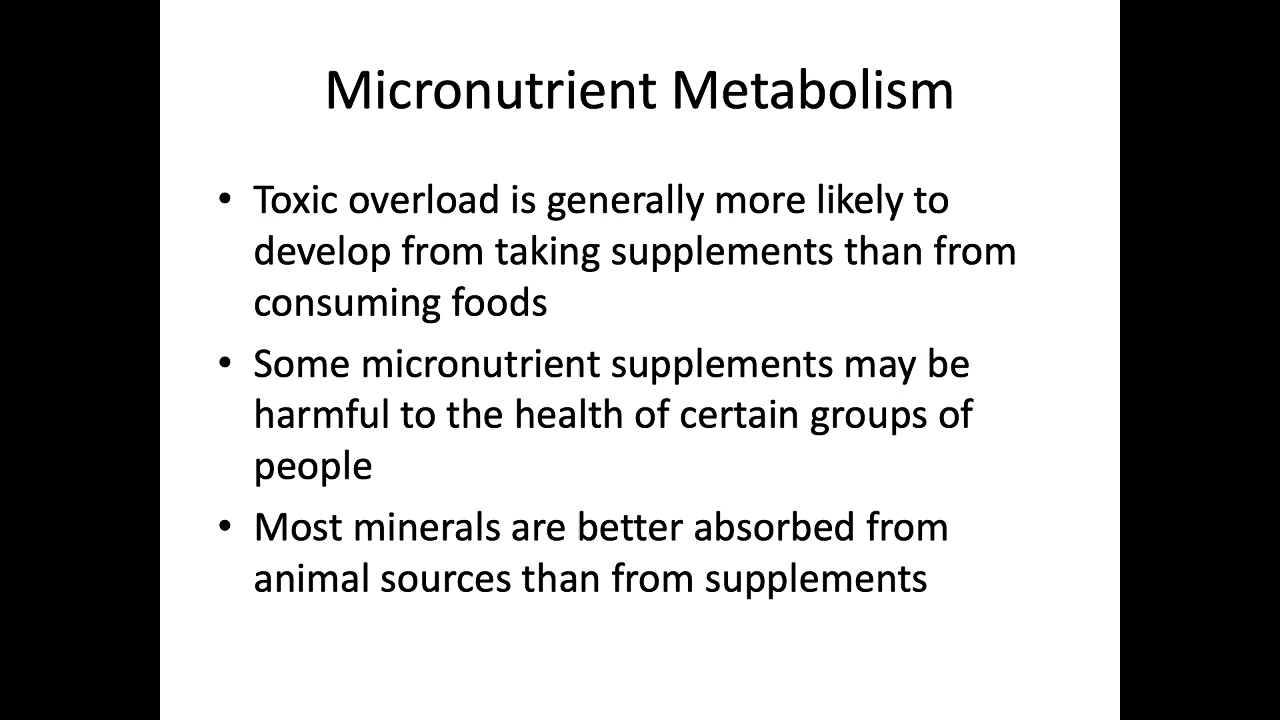 Micronutrient Metabolism
• Toxic overload is generally more likely to
develop from taking supplements than from
consuming foods
• Some micronutrient supplements may be
harmful to the health of certain groups of
people
• Most minerals are better absorbed from
animal sources than from supplements